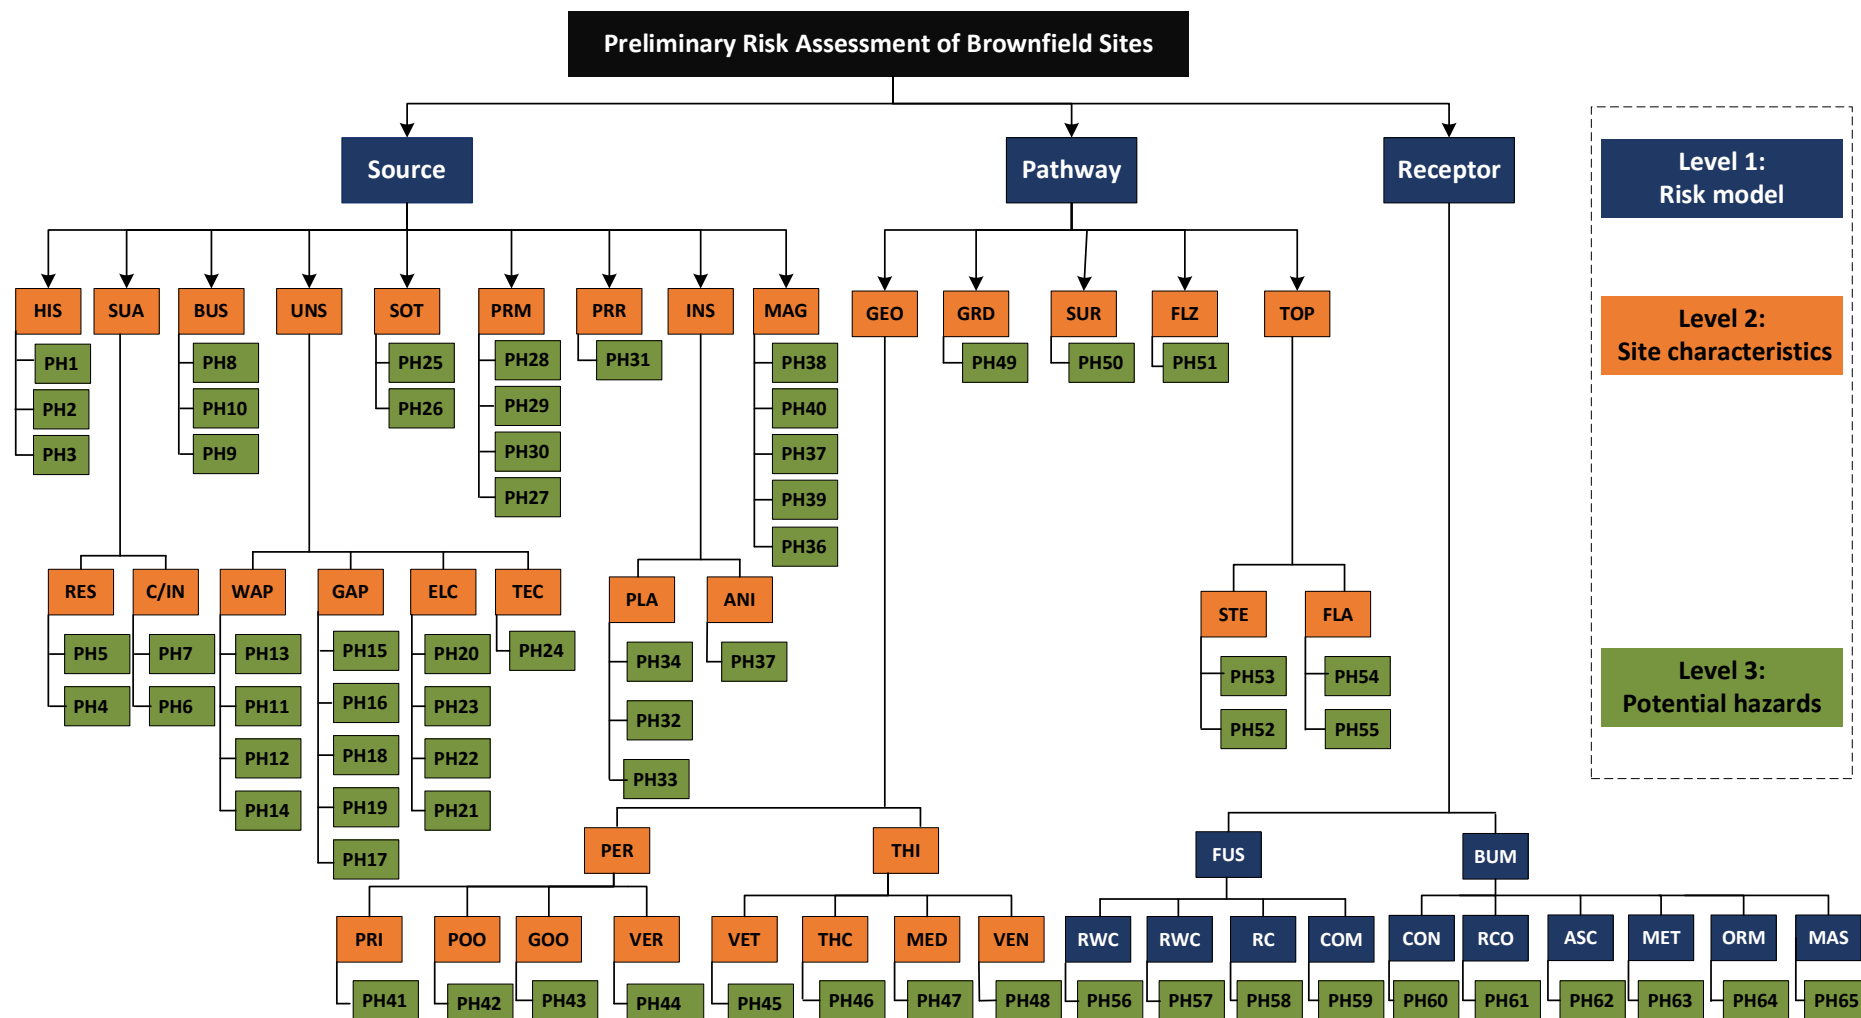 Preliminary Risk Assessment of Brownfield Sites
Source
Pathway
Receptor
Level 1:
Risk model
HIS
SUA
BUS
UNS
SOT
PRM
PRR
INS
MAG
GEO
GRD
SUR
FLZ
TOP
Level 2:
Site characteristics
PH1
PH2
PH3
PH8
PH10
PH9
PH25
PH26
PH28
PH29
PH30
PH27
PH31
PH38
PH40
PH37
PH39
PH36
PH49
PH50
PH51
RES
C/IN
WAP
GAP
ELC
TEC
PLA
ANI
STE
FLA
PH5
PH4
PH7
PH6
PH13
PH11
PH12
PH14
PH15
PH16
PH18
PH19
PH17
PH20
PH23
PH22
PH21
PH24
PH34
PH32
PH33
PH37
PH53
PH52
PH54
PH55
Level 3:
Potential hazards
PER
THI
FUS
BUM
PRI
POO
GOO
VER
VET
THC
MED
VEN
RWC
RWC
RC
COM
CON
RCO
ASC
MET
ORM
MAS
PH41
PH42
PH43
PH44
PH45
PH46
PH47
PH48
PH56
PH57
PH58
PH59
PH60
PH61
PH62
PH63
PH64
PH65